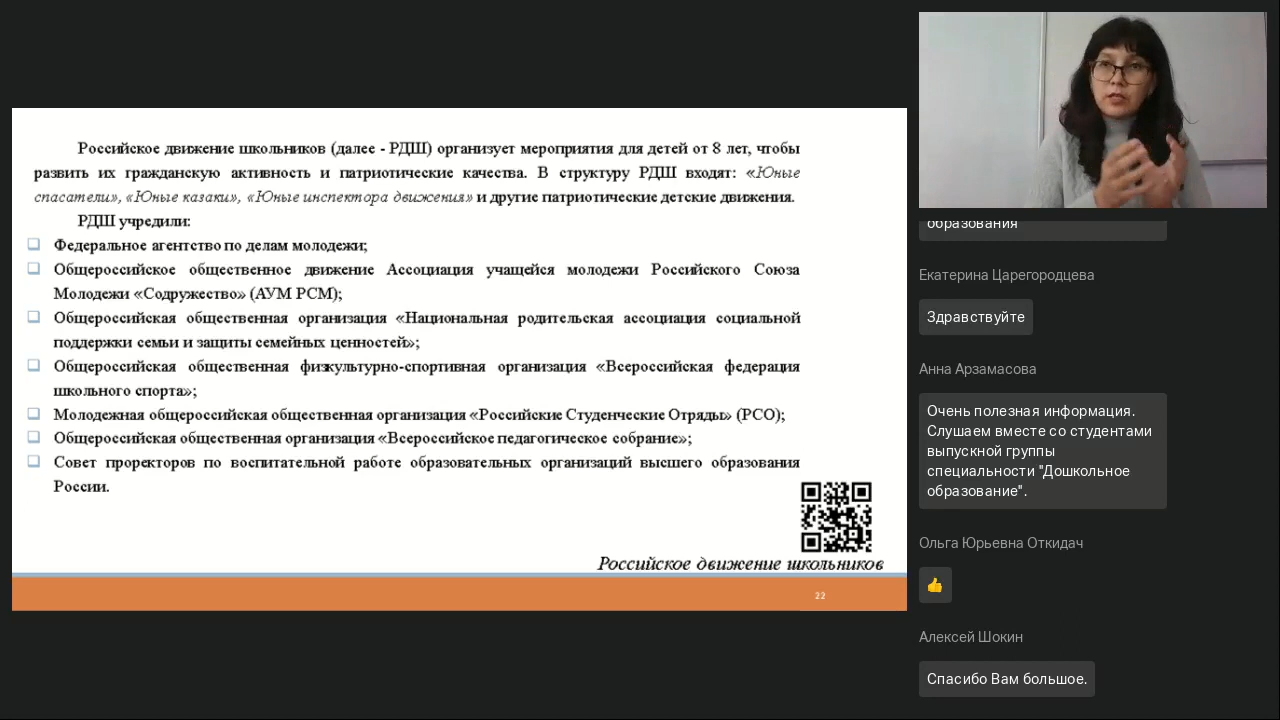 Российское движение школьников (далее - РДШ) организует мероприятия для детей от 8 лет, чтобы
развить их гражданскую активность и патриотические качества. В структуру РДШ входят: «Юные
спасатели», «Юные казаки», «Юные инспектора движения» и другие патриотические детские движения.
РДШ учредили:
Федеральное агентство по делам молодежи;
Общероссийское общественное движение Ассоциация учащейся молодежи Российского Союза
Молодежи «Содружество» (АУМ РСМ);
Общероссийская общественная организация «Национальная родительская ассоциация социальной
поддержки семьи и защиты семейных ценностей»;
Общероссийская общественная физкультурно-спортивная организация «Всероссийская федерация
школьного спорта»;
Молодежная общероссийская общественная организация «Российские Студенческие Отряды» (РСО);
Общероссийская общественная организация «Всероссийское педагогическое собрание»;
Совет проректоров по воспитательной работе образовательных организаций высшего образования
России.
Российское движение школьников
22
образования
Екатерина Царегородцева
Здравствуйте
Анна Арзамасова
Очень полезная информация.
Слушаем вместе со студентами
выпускной группы
специальности "Дошкольное
образование".
Ольга Юрьевна Откидач
👍
Алексей Шокин
Спасибо Вам большое.